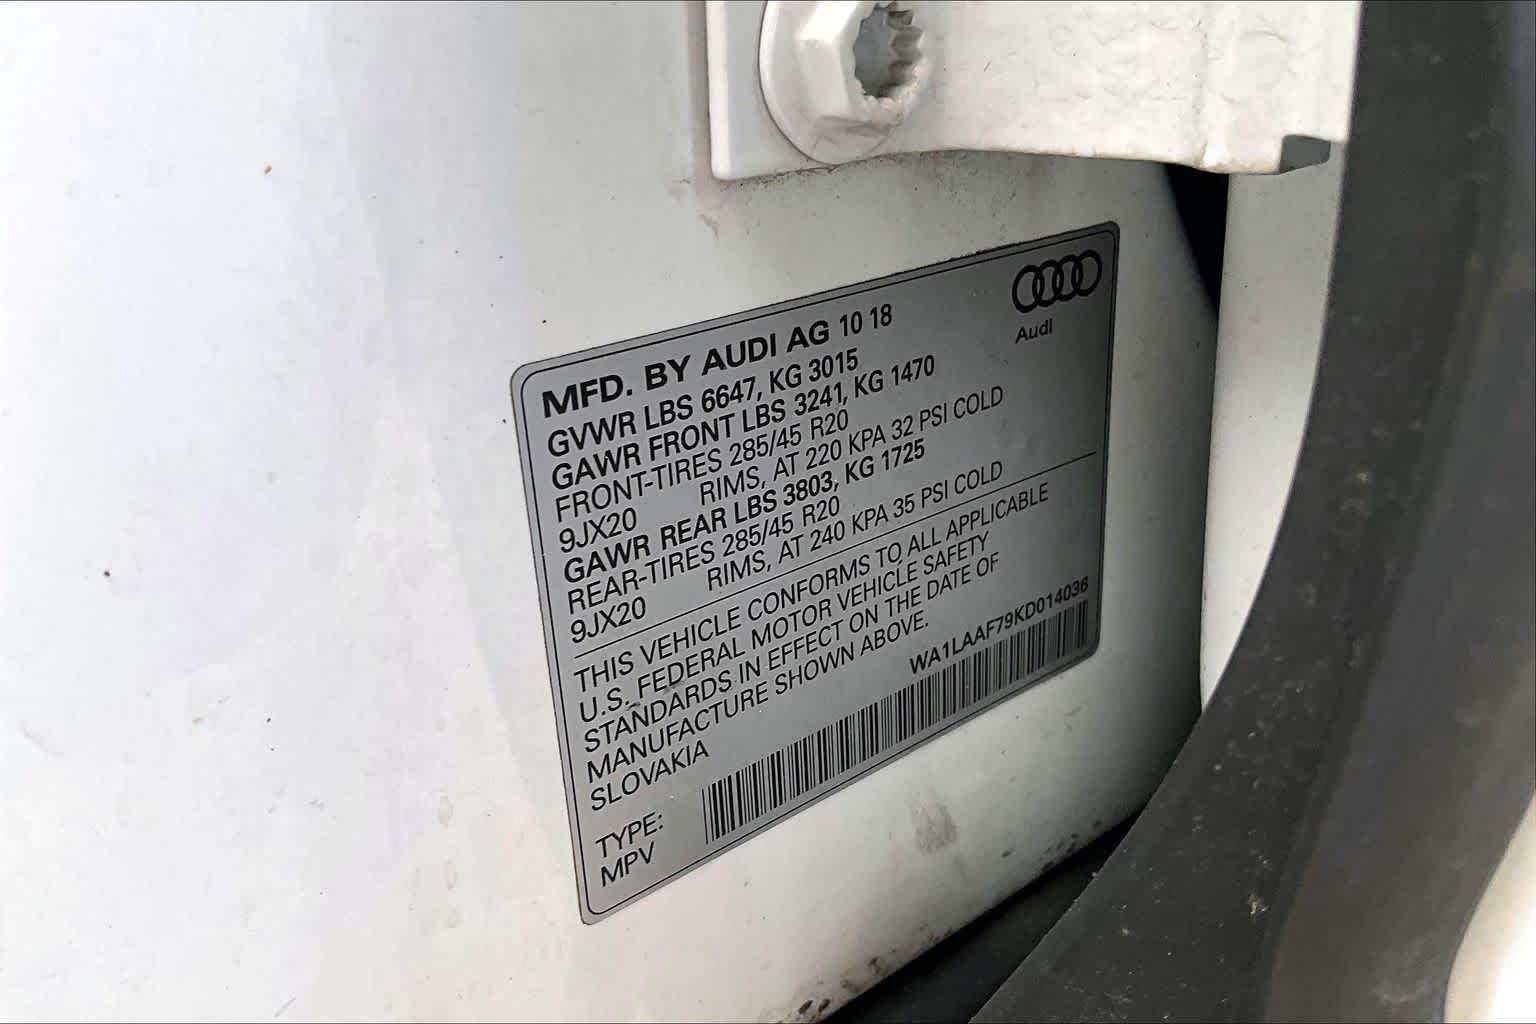 Audi
MFD. BY AUDI AG 10 18
GVWR LBS 6647, KG 3015
GAWR FRONT LBS 3241, KG 1470
FRONT-TIRES 285/45 R20
9JX20 RIMS, AT 220 KPA 32 PSI COLD
GAWR REAR LBS 3803, KG 1725
REAR-TIRES 285/45 R20
9JX20 RIMS, AT 240 KPA 35 PSI COLD
THIS VEHICLE CONFORMS TO ALL APPLICABLE
U.S. FEDERAL MOTOR VEHICLE SAFETY
STANDARDS IN EFFECT ON THE DATE OF
MANUFACTURE SHOWN ABOVE.
SLOVAKIA
WA1LAAF79KD014036
TYPE:
MPV